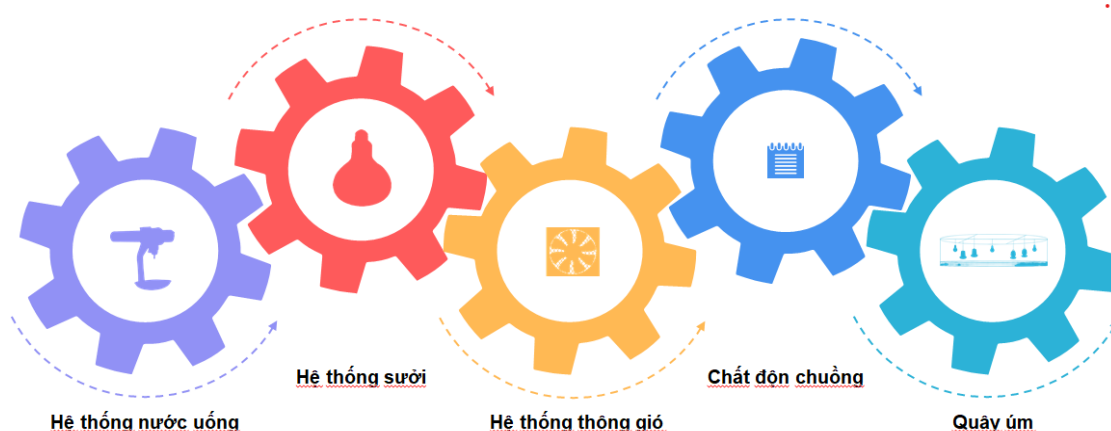 Hệ thống sưởi
Chất độn chuồng
Hệ thống nước uống
Hệ thống thông gió
Quây úm